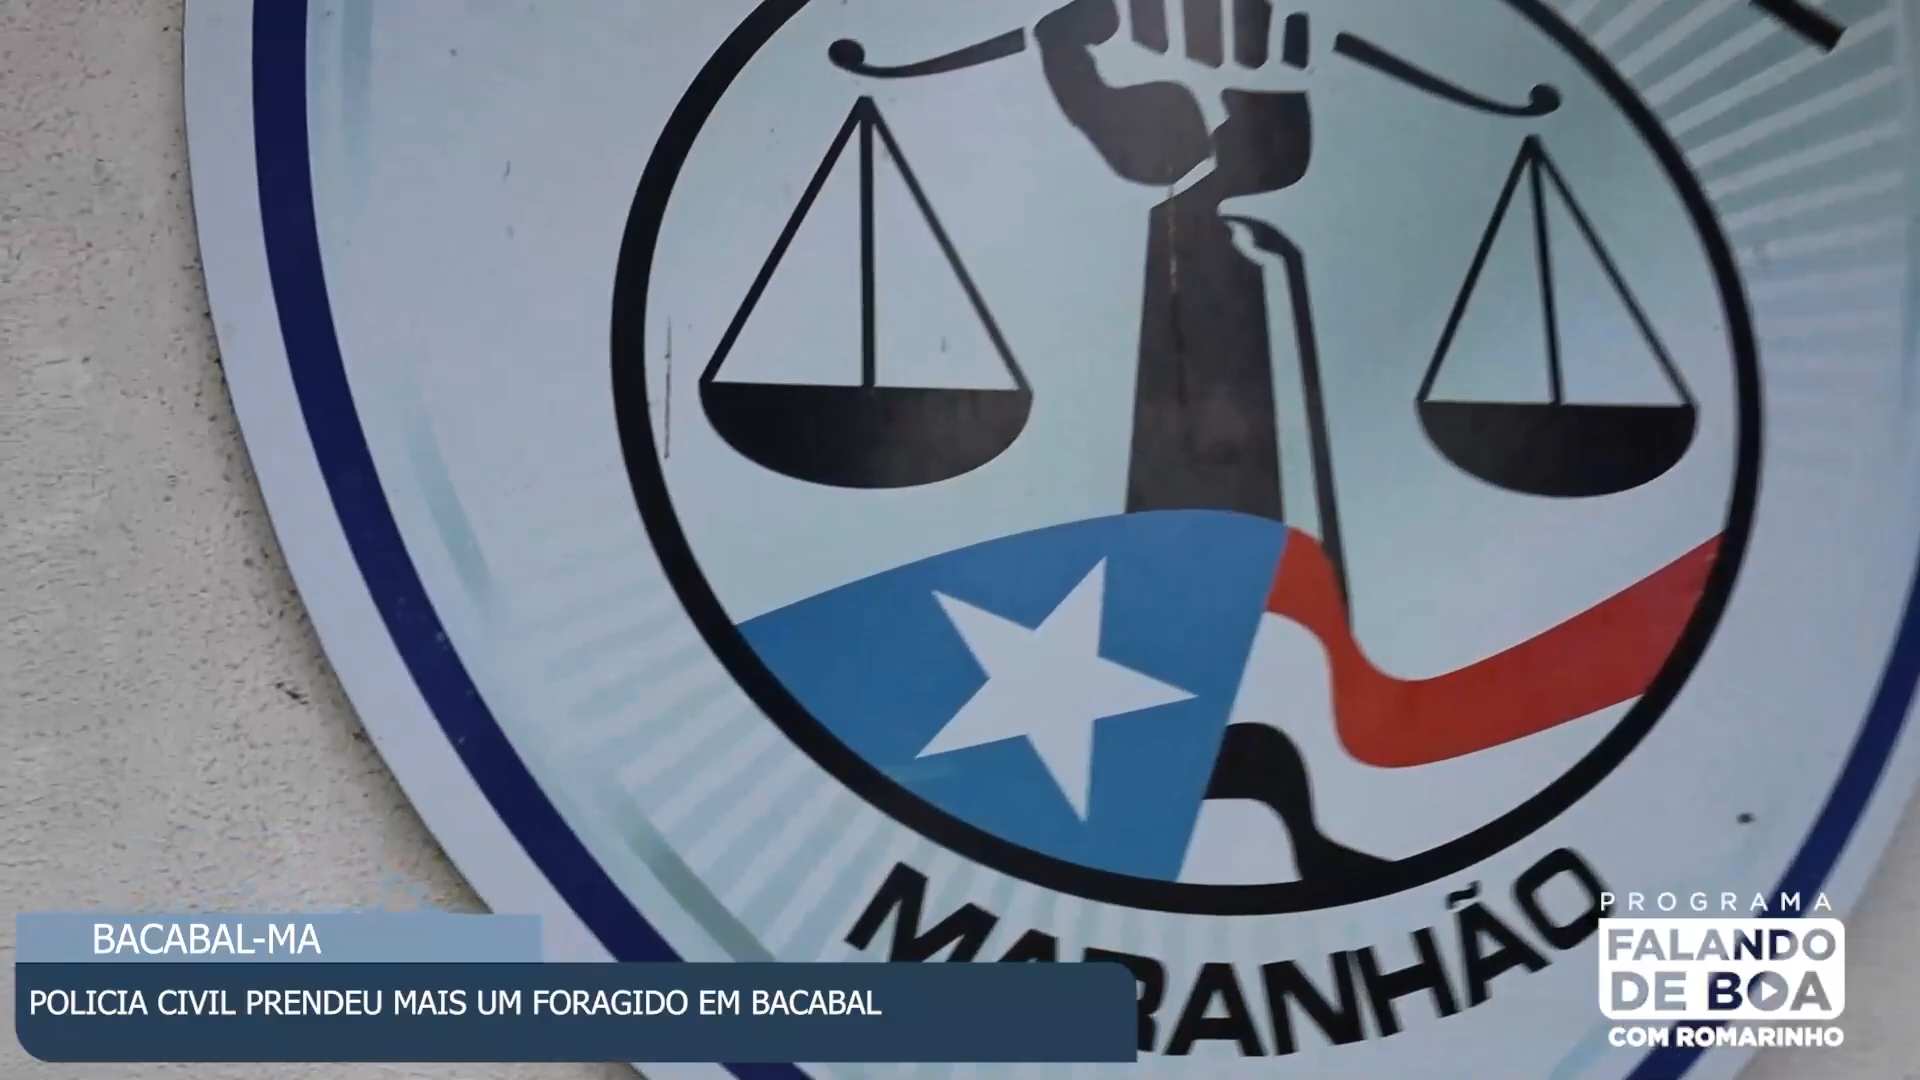 MARANHÃO
BACABAL-MA
POLICIA CIVIL PRENDEU MAIS UM FORAGIDO EM BACABAL
PROGRAMA
FALANDO
DE BOA
COM ROMARINHO